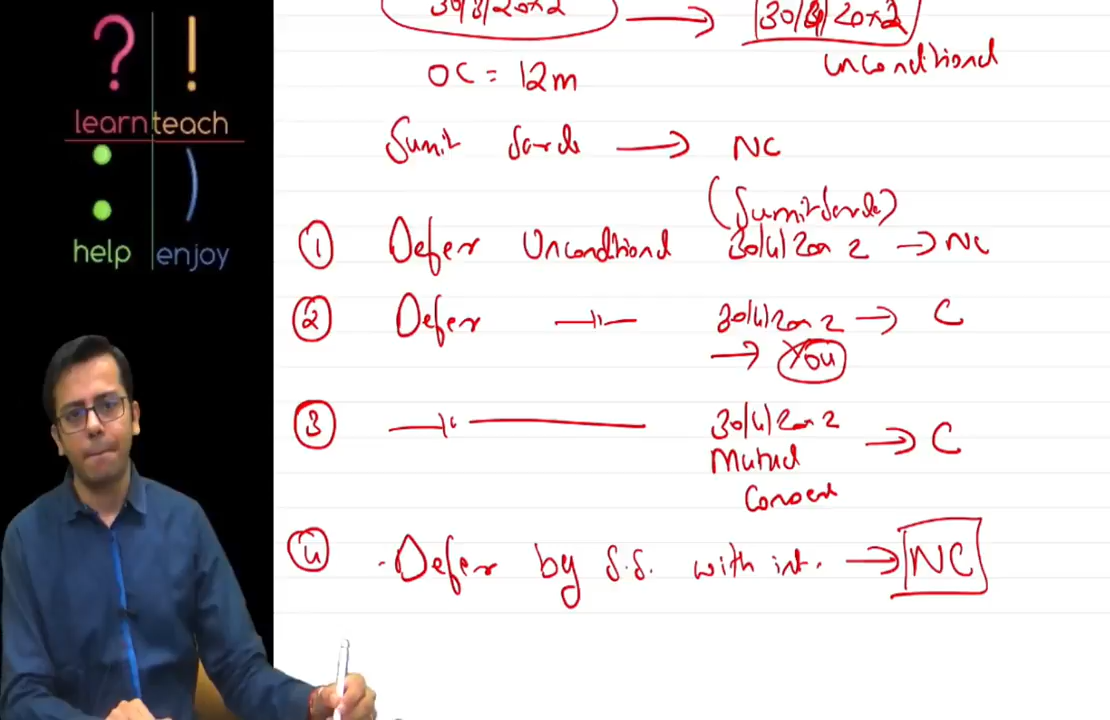 ? !
learn teach
: )
help enjoy
30/3/20x2 → 30/4/20x2
Unconditional
OC = 12m
Sumit Sarda → NC
(Sumit Sarda)
① Defer Unconditional 30/4/20x2 → NC
② Defer —〃— 30/4/20x2 → C
→ You
③ —〃— 30/4/20x2 → C
Mutual
Consent
④ Defer by S.S. with int. → NC